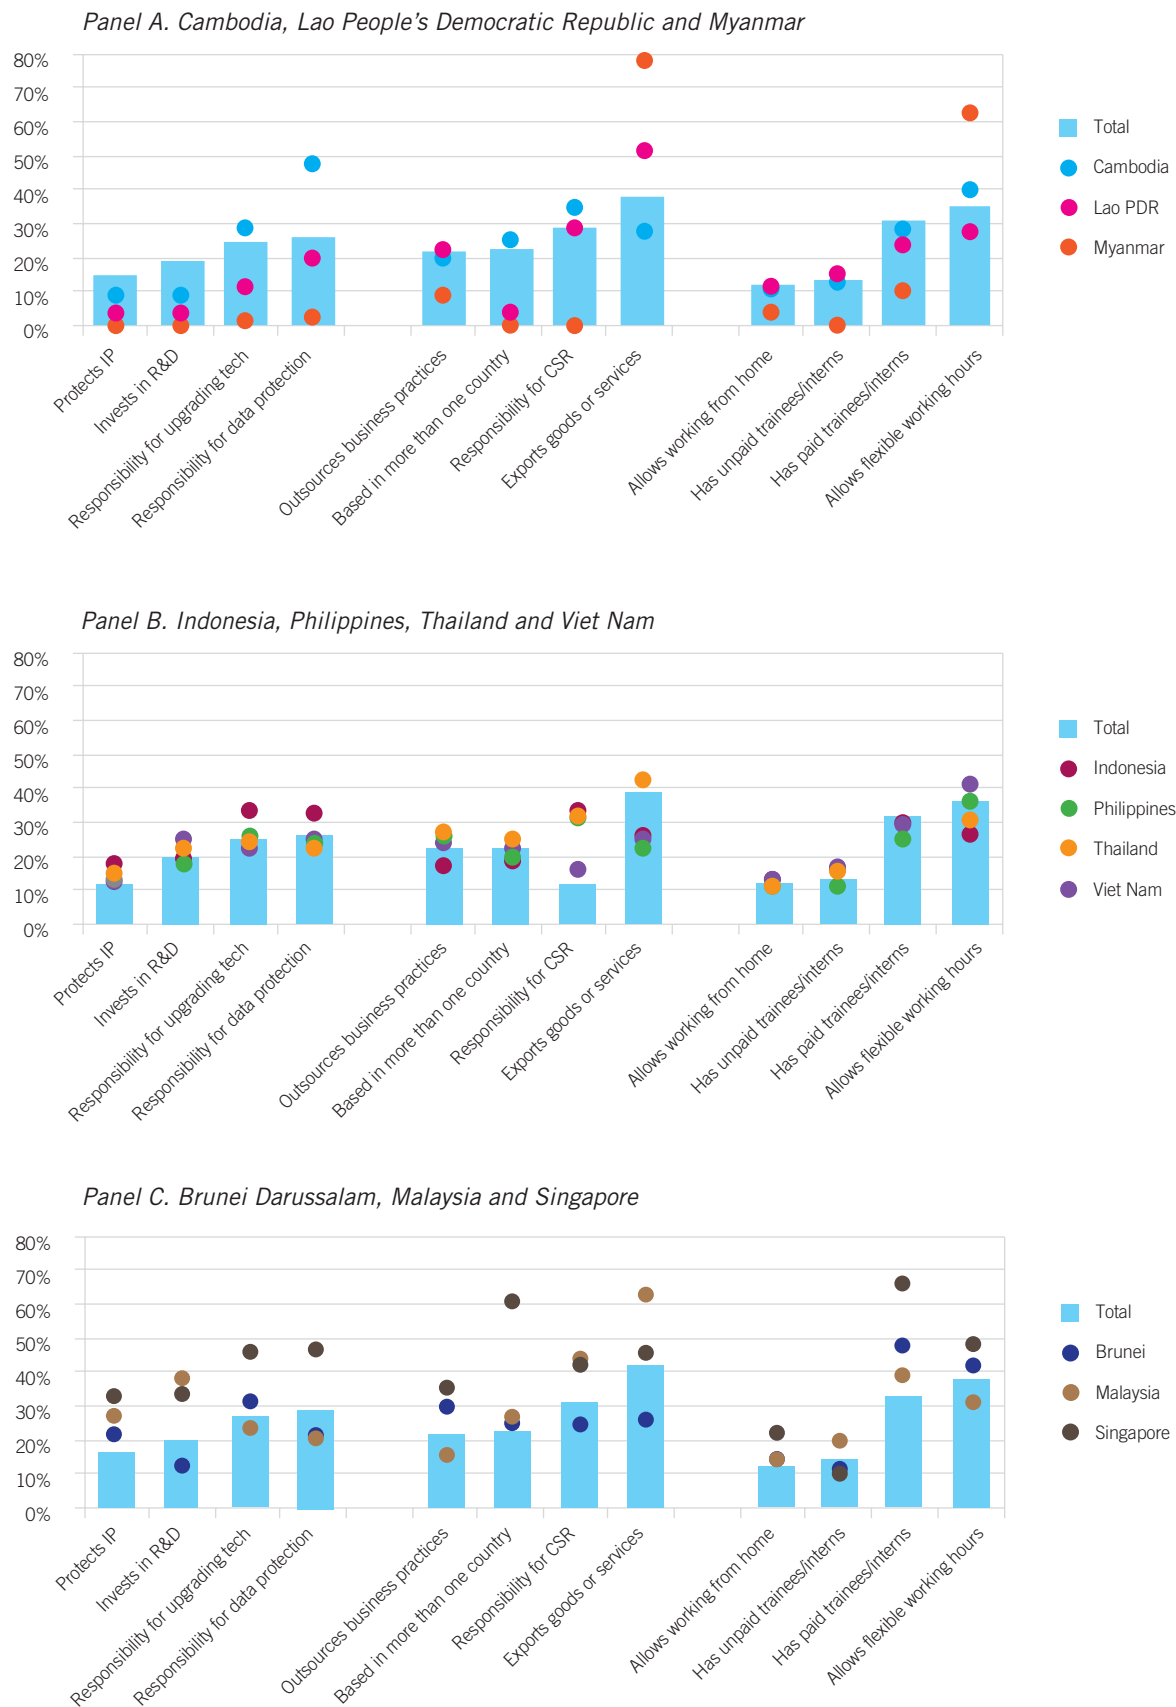 Panel A. Cambodia, Lao People's Democratic Republic and Myanmar
80%
70%
60%
50%
40%
30%
20%
10%
0%
Protects IP
Invests in R&D
Responsibility for upgrading tech
Responsibility for data protection
Outsources business practices
Based in more than one country
Responsibility for CSR
Exports goods or services
Allows working from home
Has unpaid trainees/interns
Has paid trainees/interns
Allows flexible working hours
Total
Cambodia
Lao PDR
Myanmar
Panel B. Indonesia, Philippines, Thailand and Viet Nam
80%
70%
60%
50%
40%
30%
20%
10%
0%
Protects IP
Invests in R&D
Responsibility for upgrading tech
Responsibility for data protection
Outsources business practices
Based in more than one country
Responsibility for CSR
Exports goods or services
Allows working from home
Has unpaid trainees/interns
Has paid trainees/interns
Allows flexible working hours
Total
Indonesia
Philippines
Thailand
Viet Nam
Panel C. Brunei Darussalam, Malaysia and Singapore
80%
70%
60%
50%
40%
30%
20%
10%
0%
Protects IP
Invests in R&D
Responsibility for upgrading tech
Responsibility for data protection
Outsources business practices
Based in more than one country
Responsibility for CSR
Exports goods or services
Allows working from home
Has unpaid trainees/interns
Has paid trainees/interns
Allows flexible working hours
Total
Brunei
Malaysia
Singapore